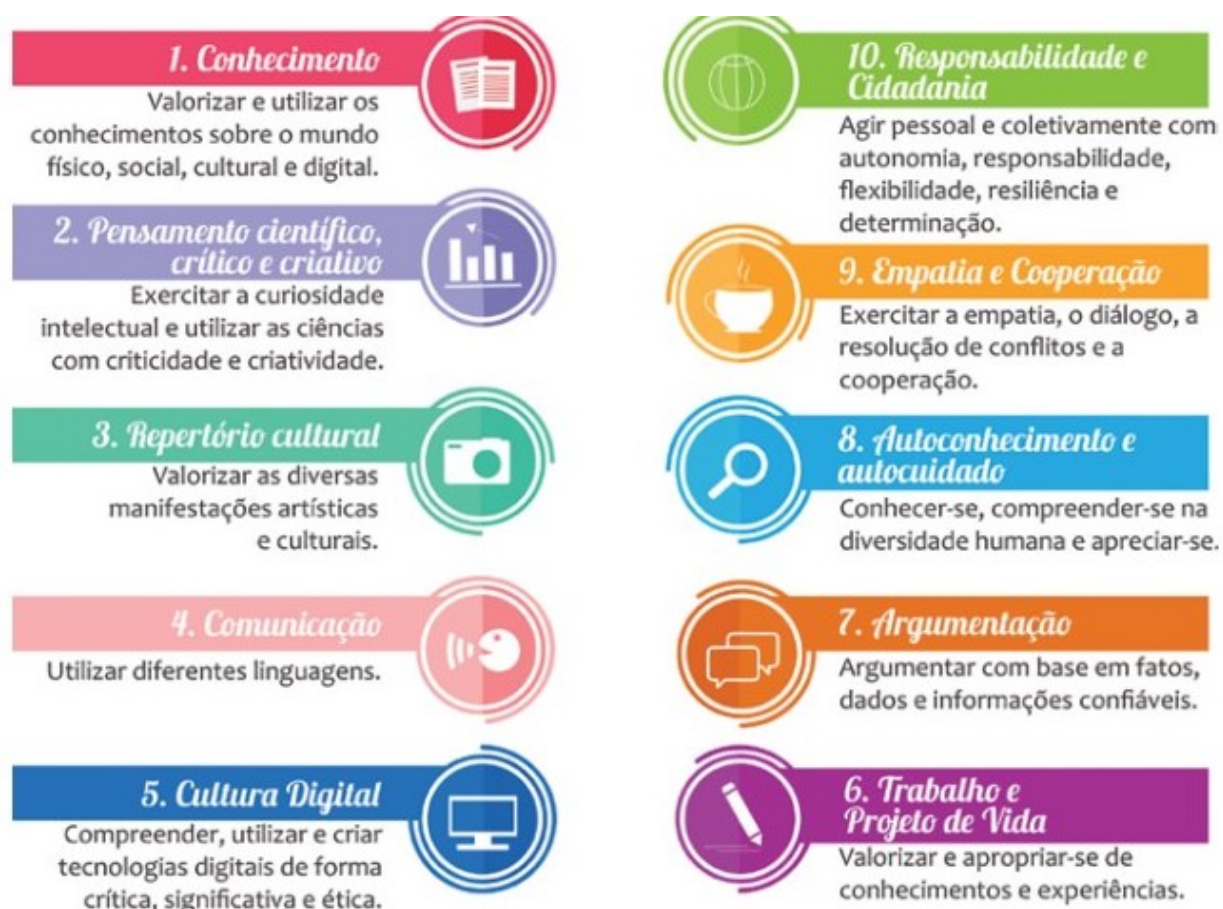 1. Conhecimento
Valorizar e utilizar os
conhecimentos sobre o mundo
físico, social, cultural e digital.
2. Pensamento científico,
crítico e criativo
Exercitar a curiosidade
intelectual e utilizar as ciências
com criticidade e criatividade.
3. Repertório cultural
Valorizar as diversas
manifestações artísticas
e culturais.
4. Comunicação
Utilizar diferentes linguagens.
5. Cultura Digital
Compreender, utilizar e criar
tecnologias digitais de forma
crítica, significativa e ética.
10. Responsabilidade e
Cidadania
Agir pessoal e coletivamente com
autonomia, responsabilidade,
flexibilidade, resiliência e
determinação.
9. Empatia e Cooperação
Exercitar a empatia, o diálogo, a
resolução de conflitos e a
cooperação.
8. Autoconhecimento e
autocuidado
Conhecer-se, compreender-se na
diversidade humana e apreciar-se.
7. Argumentação
Argumentar com base em fatos,
dados e informações confiáveis.
6. Trabalho e
Projeto de Vida
Valorizar e apropriar-se de
conhecimentos e experiências.